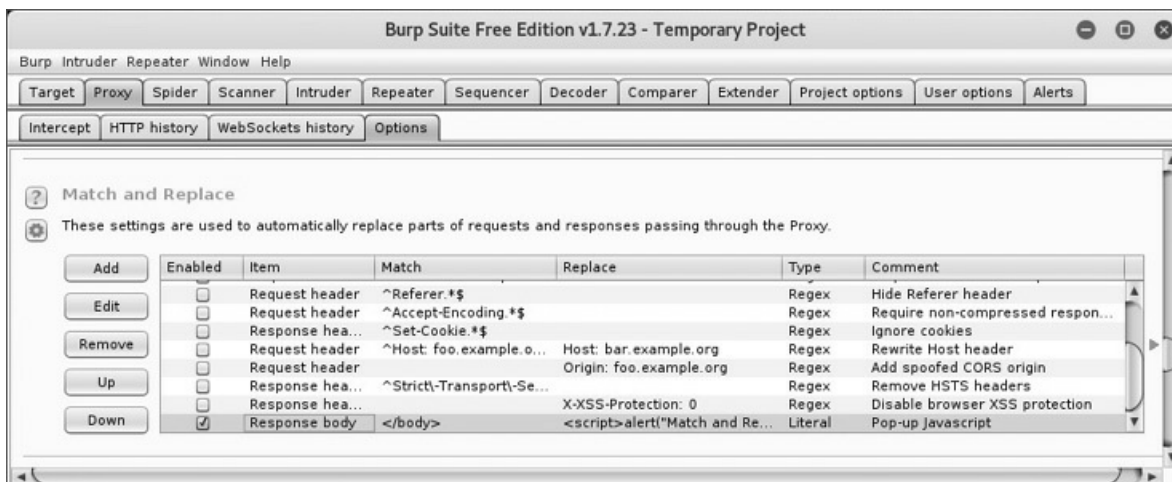 Burp Suite Free Edition v1.7.23 - Temporary Project
Burp Intruder Repeater Window Help
Target Proxy Spider Scanner Intruder Repeater Sequencer Decoder Comparer Extender Project options User options Alerts
Intercept HTTP history WebSockets history Options
? Match and Replace
These settings are used to automatically replace parts of requests and responses passing through the Proxy.
Add
Edit
Remove
Up
Down
Enabled Item Match Replace Type Comment
Request header ^Referer.*$ Regex Hide Referer header
Request header ^Accept-Encoding.*$ Regex Require non-compressed respon...
Response hea... ^Set-Cookie.*$ Regex Ignore cookies
Request header ^Host: foo.example.o... Host: bar.example.org Regex Rewrite Host header
Request header Origin: foo.example.org Regex Add spoofed CORS origin
Response hea... ^Strict\-Transport\-Se... Regex Remove HSTS headers
Response hea... X-XSS-Protection: 0 Regex Disable browser XSS protection
Response body </body> <script>alert("Match and Re... Literal Pop-up Javascript